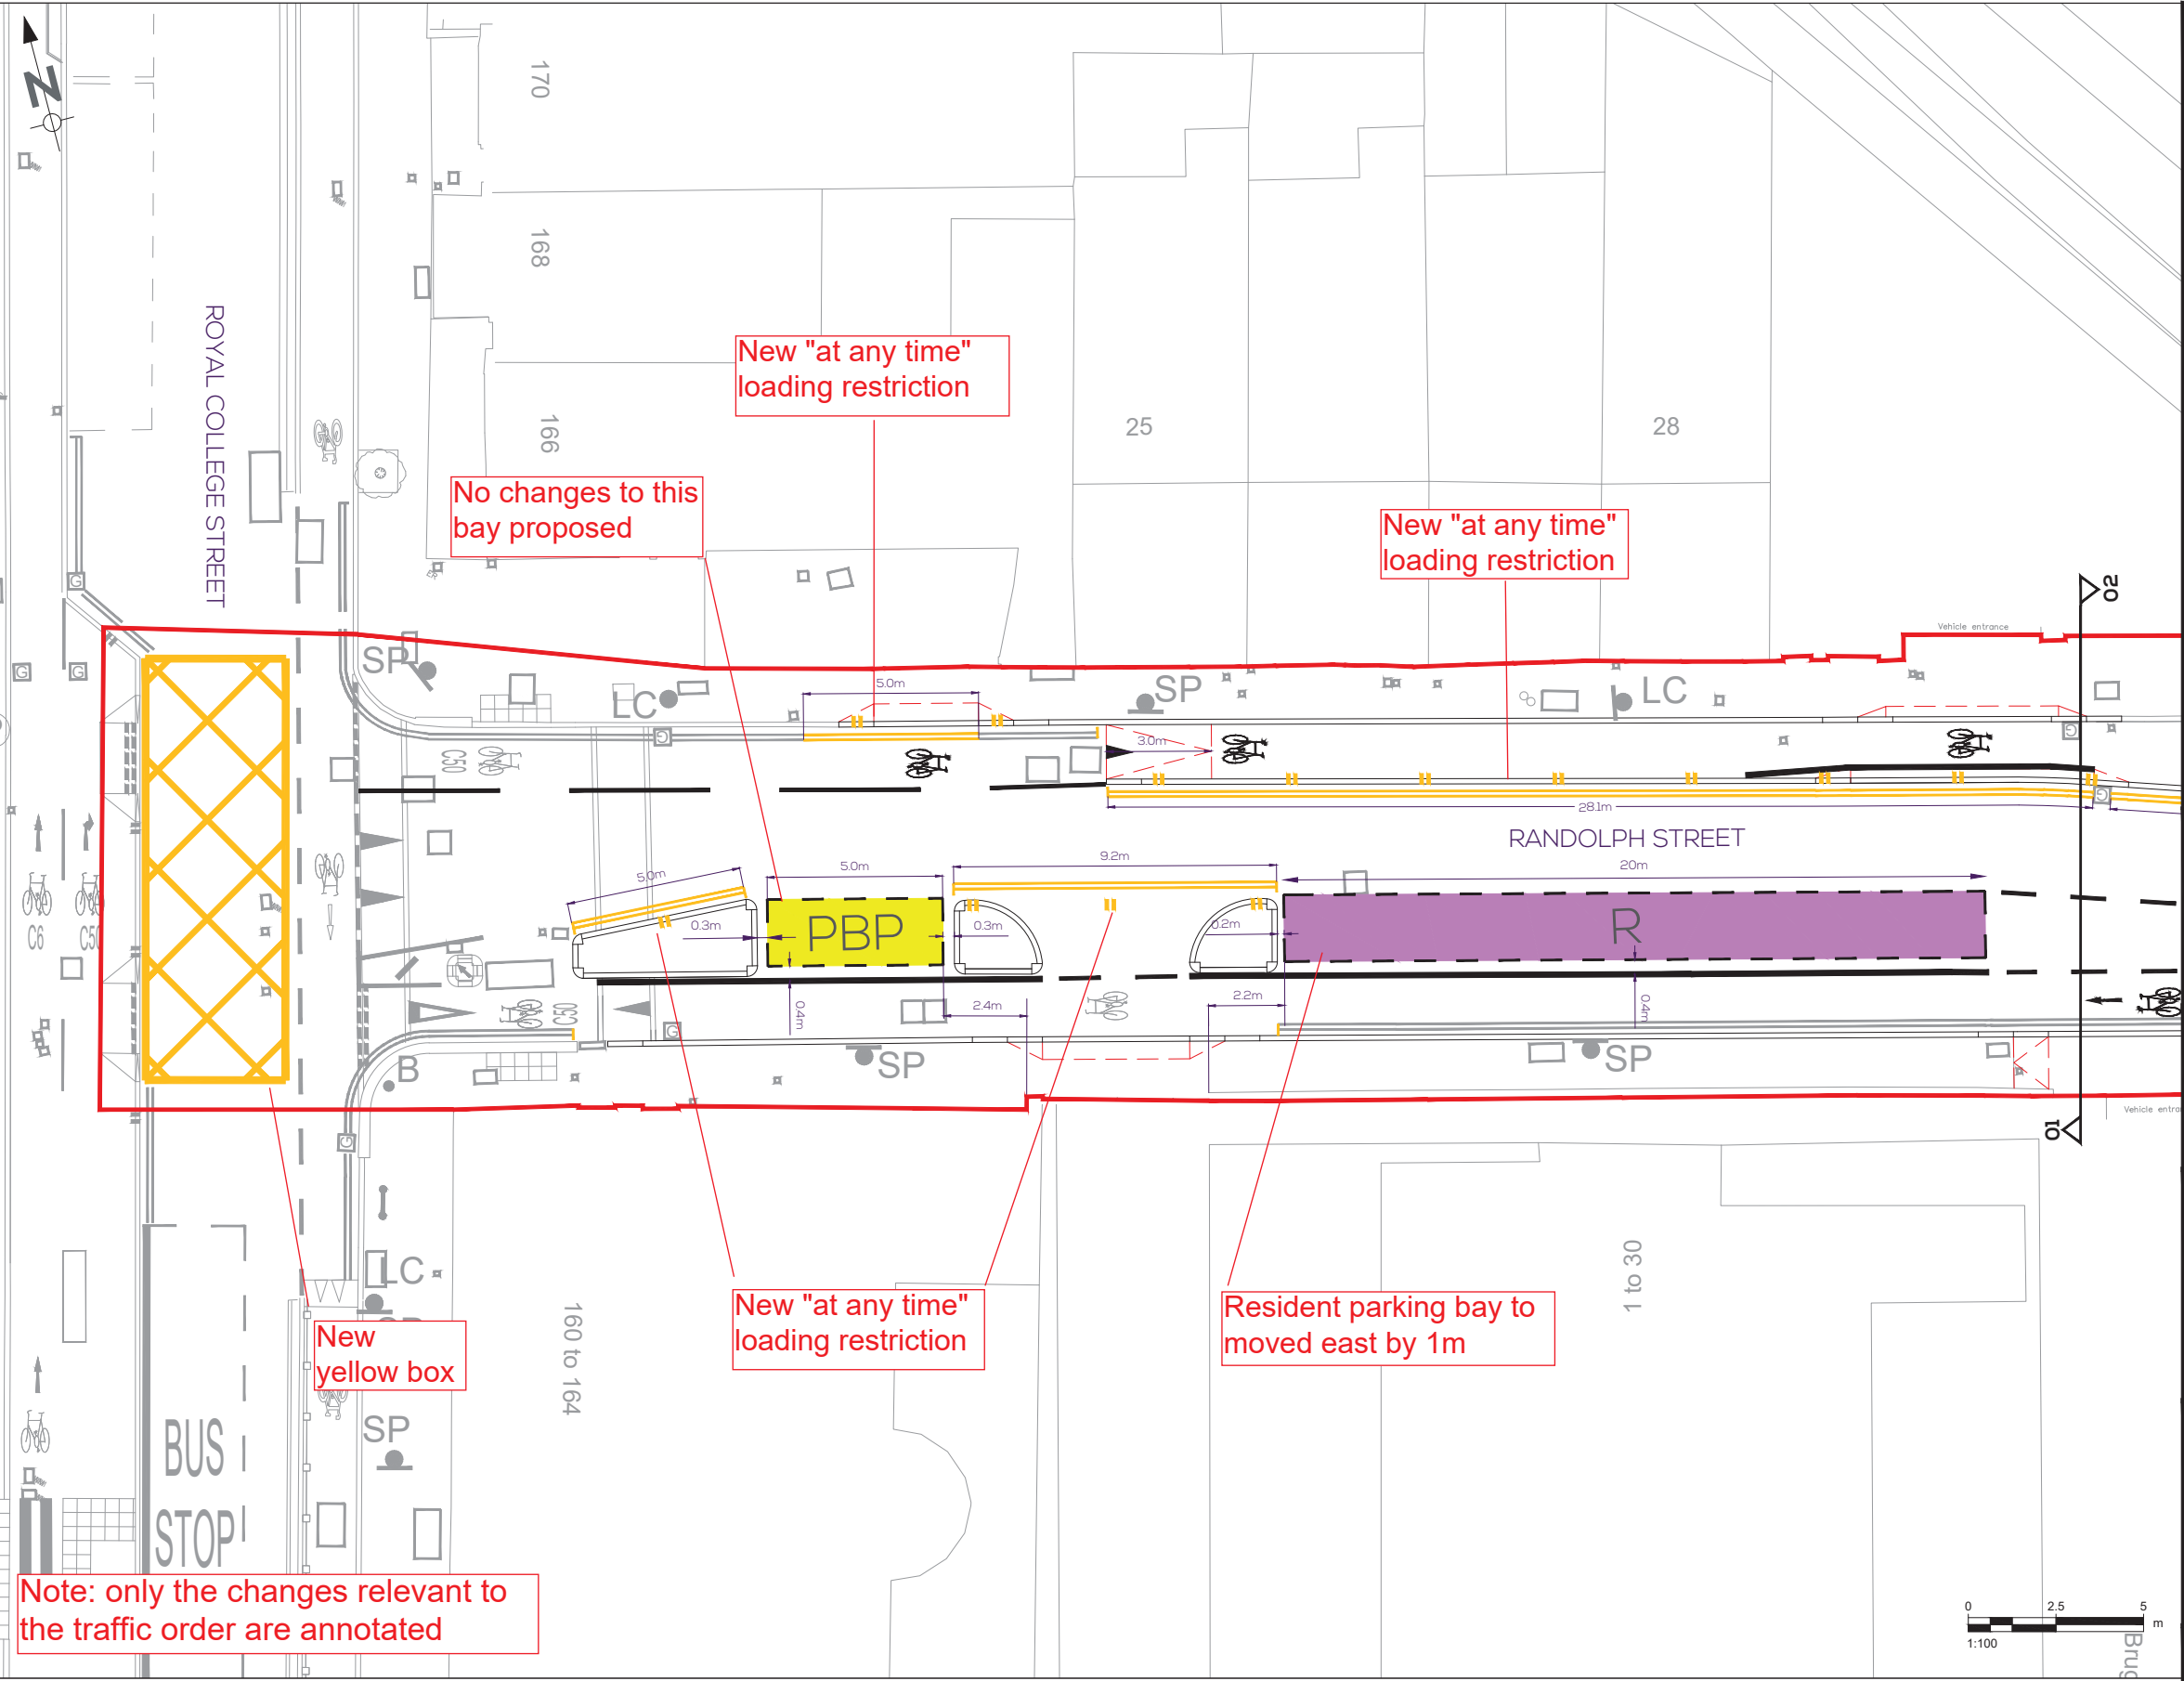 N
170
168
166
ROYAL COLLEGE STREET
New "at any time"
loading restriction
No changes to this
bay proposed
25
28
New "at any time"
loading restriction
02
Vehicle entrance
G
G
G
SP
LC
5.0m
SP
LC
G
G
C50
3.0m
28.1m
G
RANDOLPH STREET
5.0m
5.0m
9.2m
20m
C6
C50
0.3m
PBP
0.3m
0.2m
R
C50
0.4m
2.4m
2.2m
0.4m
G
B
SP
SP
01
Vehicle entra
G
LC
1 to 30
160 to 164
New
yellow box
New "at any time"
loading restriction
Resident parking bay to
moved east by 1m
SP
BUS
STOP
Note: only the changes relevant to
the traffic order are annotated
0 2.5 5
m
1:100
Brug